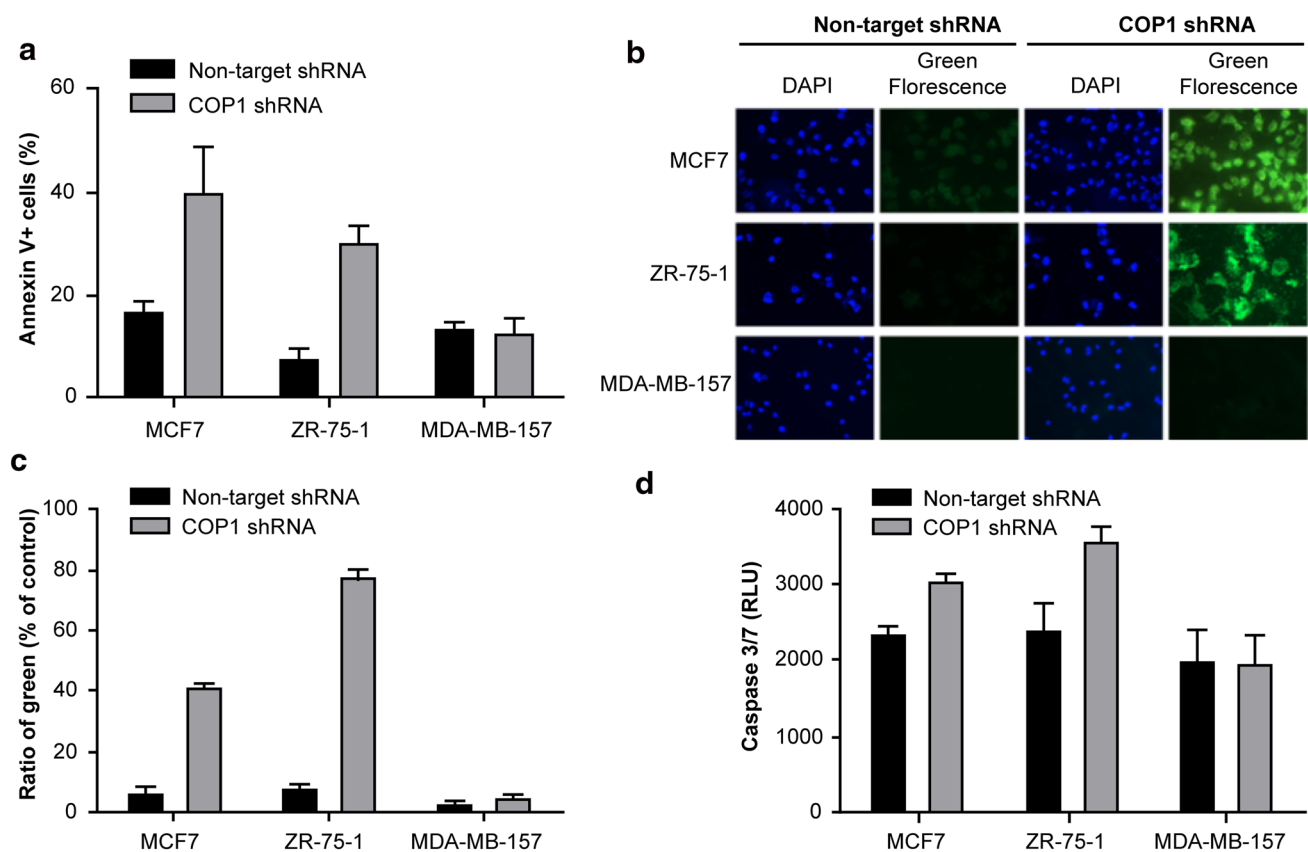 a
Non-target shRNA
COP1 shRNA
60
40
20
0
Annexin V+ cells (%)
MCF7 ZR-75-1 MDA-MB-157
b
Non-target shRNA COP1 shRNA
DAPI Green Florescence DAPI Green Florescence
MCF7
ZR-75-1
MDA-MB-157
c
Non-target shRNA
COP1 shRNA
100
80
60
40
20
0
Ratio of green (% of control)
MCF7 ZR-75-1 MDA-MB-157
d
Non-target shRNA
COP1 shRNA
4000
3000
2000
1000
0
Caspase 3/7 (RLU)
MCF7 ZR-75-1 MDA-MB-157